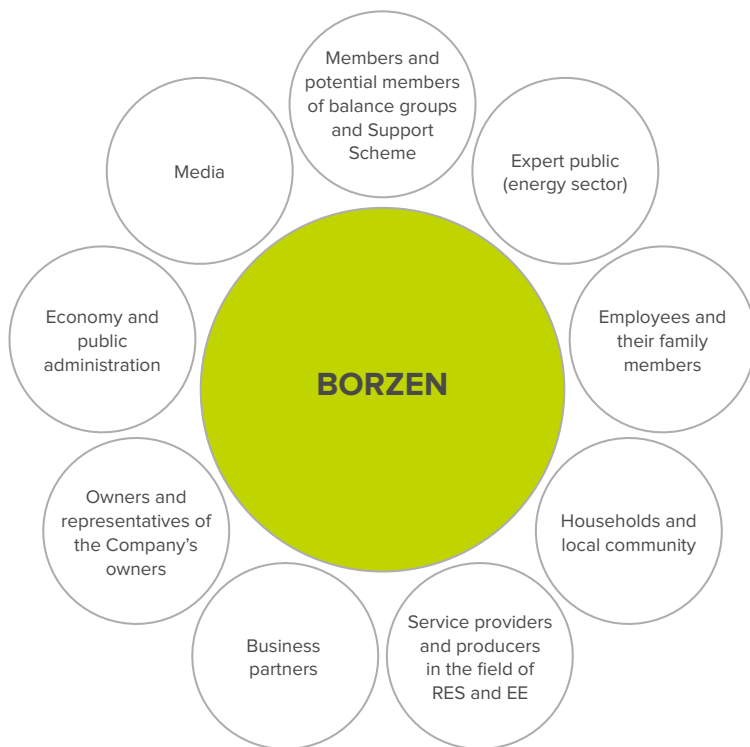 Members and
potential members
of balance groups
and Support
Scheme
Expert public
(energy sector)
Employees and
their family
members
Households and
local community
Service providers
and producers
in the field of
RES and EE
Business
partners
Owners and
representatives of
the Company’s
owners
Economy and
public
administration
Media
BORZEN